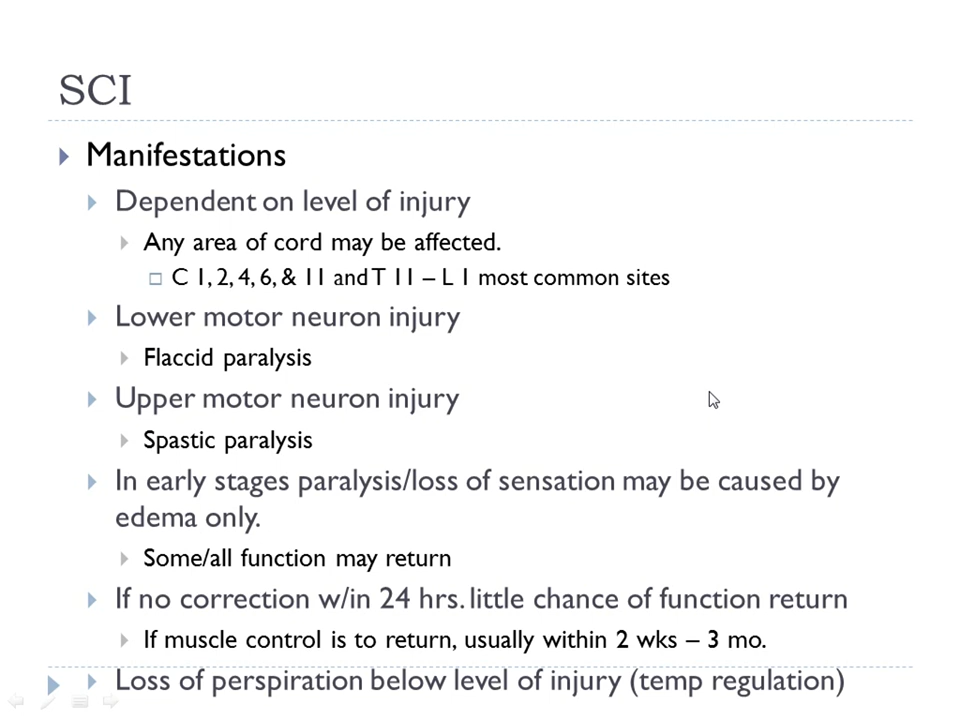 SCI
Manifestations
Dependent on level of injury
Any area of cord may be affected.
C 1, 2, 4, 6, & 11 and T 11 – L 1 most common sites
Lower motor neuron injury
Flaccid paralysis
Upper motor neuron injury
Spastic paralysis
In early stages paralysis/loss of sensation may be caused by
edema only.
Some/all function may return
If no correction w/in 24 hrs. little chance of function return
If muscle control is to return, usually within 2 wks – 3 mo.
Loss of perspiration below level of injury (temp regulation)